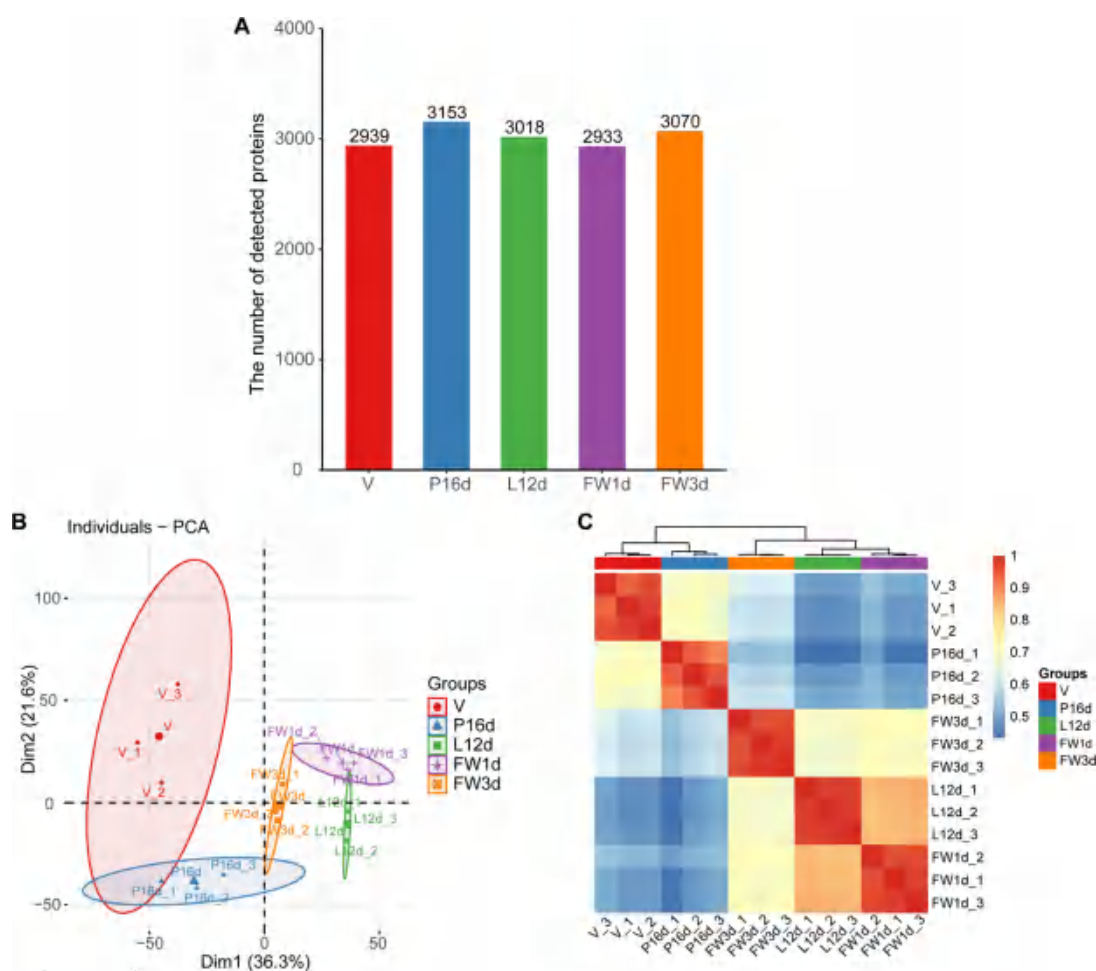 A
The number of detected proteins
4000
3000
2000
1000
0
2939
3153
3018
2933
3070
V
P16d
L12d
FW1d
FW3d
B
Individuals − PCA
Dim2 (21.6%)
100
50
0
−50
V_3
V
V_1
V_2
P16d_3
P16d
P16d_1
P16d_2
FW1d_2
FW1d
FW1d_3
FW1d_1
FW3d_1
FW3d
FW3d_2
L12d_1
L12d_3
L12d
L12d_2
−50
0
50
Dim1 (36.3%)
Groups
V
P16d
L12d
FW1d
FW3d
C
V_3
V_1
V_2
P16d_1
P16d_2
P16d_3
FW3d_1
FW3d_2
FW3d_3
L12d_1
L12d_2
L12d_3
FW1d_2
FW1d_1
FW1d_3
V_3
V_1
V_2
P16d_1
P16d_2
P16d_3
FW3d_1
FW3d_2
FW3d_3
L12d_1
L12d_2
L12d_3
FW1d_2
FW1d_1
FW1d_3
1
0.9
0.8
0.7
0.6
0.5
Groups
V
P16d
L12d
FW1d
FW3d